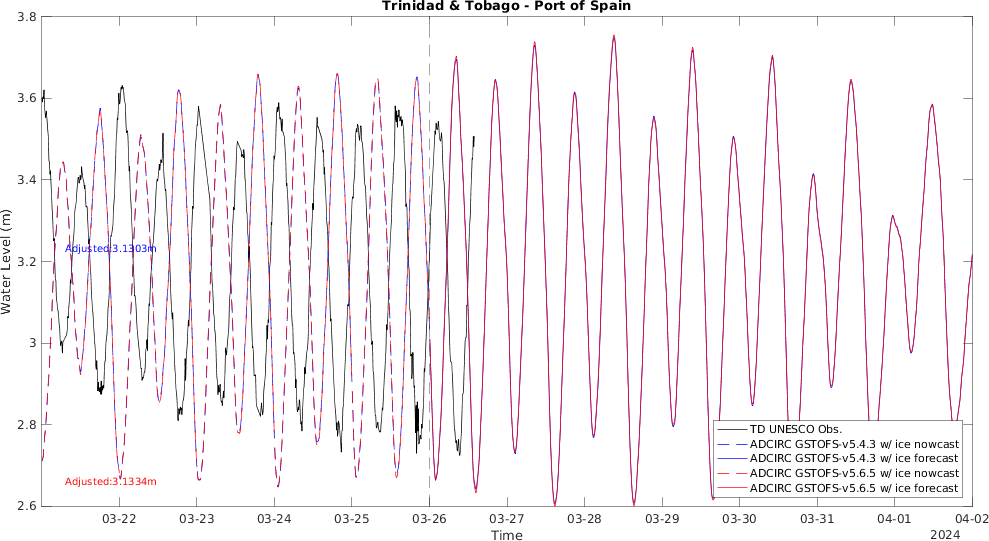 Trinidad & Tobago - Port of Spain
3.8
3.6
3.4
3.2
3
2.8
2.6
Water Level (m)
Adjusted:3.1303m
Adjusted:3.1334m
TD UNESCO Obs.
ADCIRC GSTOFS-v5.4.3 w/ ice nowcast
ADCIRC GSTOFS-v5.4.3 w/ ice forecast
ADCIRC GSTOFS-v5.6.5 w/ ice nowcast
ADCIRC GSTOFS-v5.6.5 w/ ice forecast
03-22 03-23 03-24 03-25 03-26 03-27 03-28 03-29 03-30 03-31 04-01 04-02
Time
2024